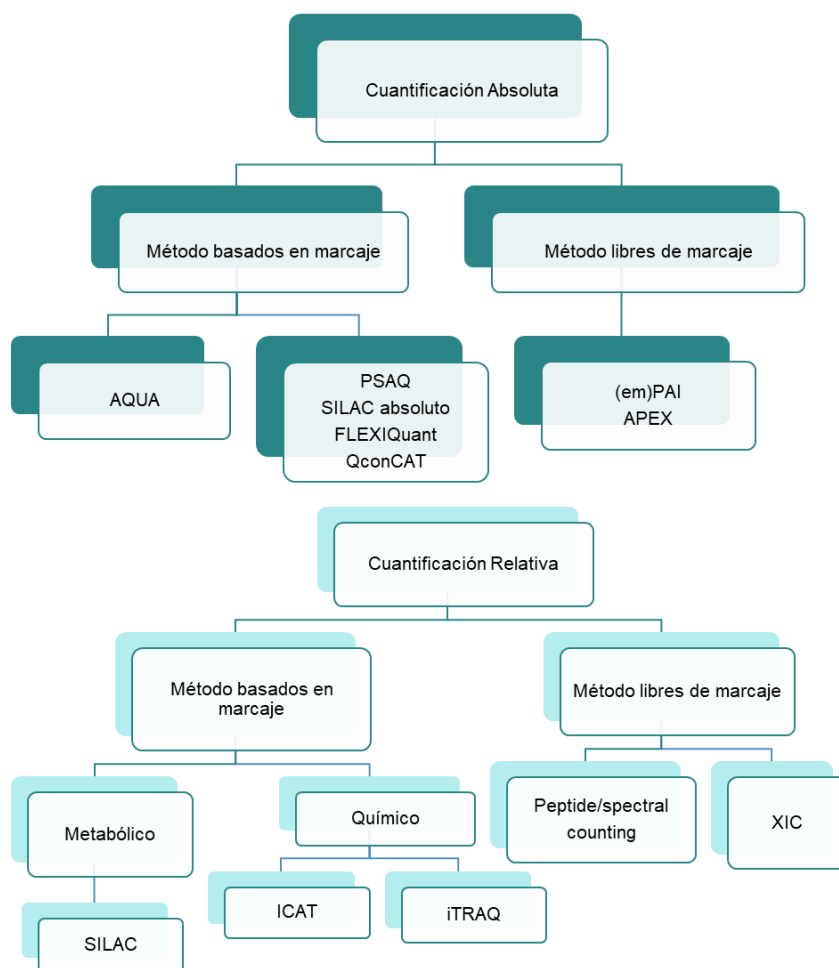 Cuantificación Absoluta
Método basados en marcaje
Método libres de marcaje
AQUA
PSAQ
SILAC absoluto
FLEXIQuant
QconCAT
(em)PAI
APEX
Cuantificación Relativa
Método basados en
marcaje
Método libres de marcaje
Metabólico
Químico
Peptide/spectral
counting
XIC
SILAC
ICAT
iTRAQ